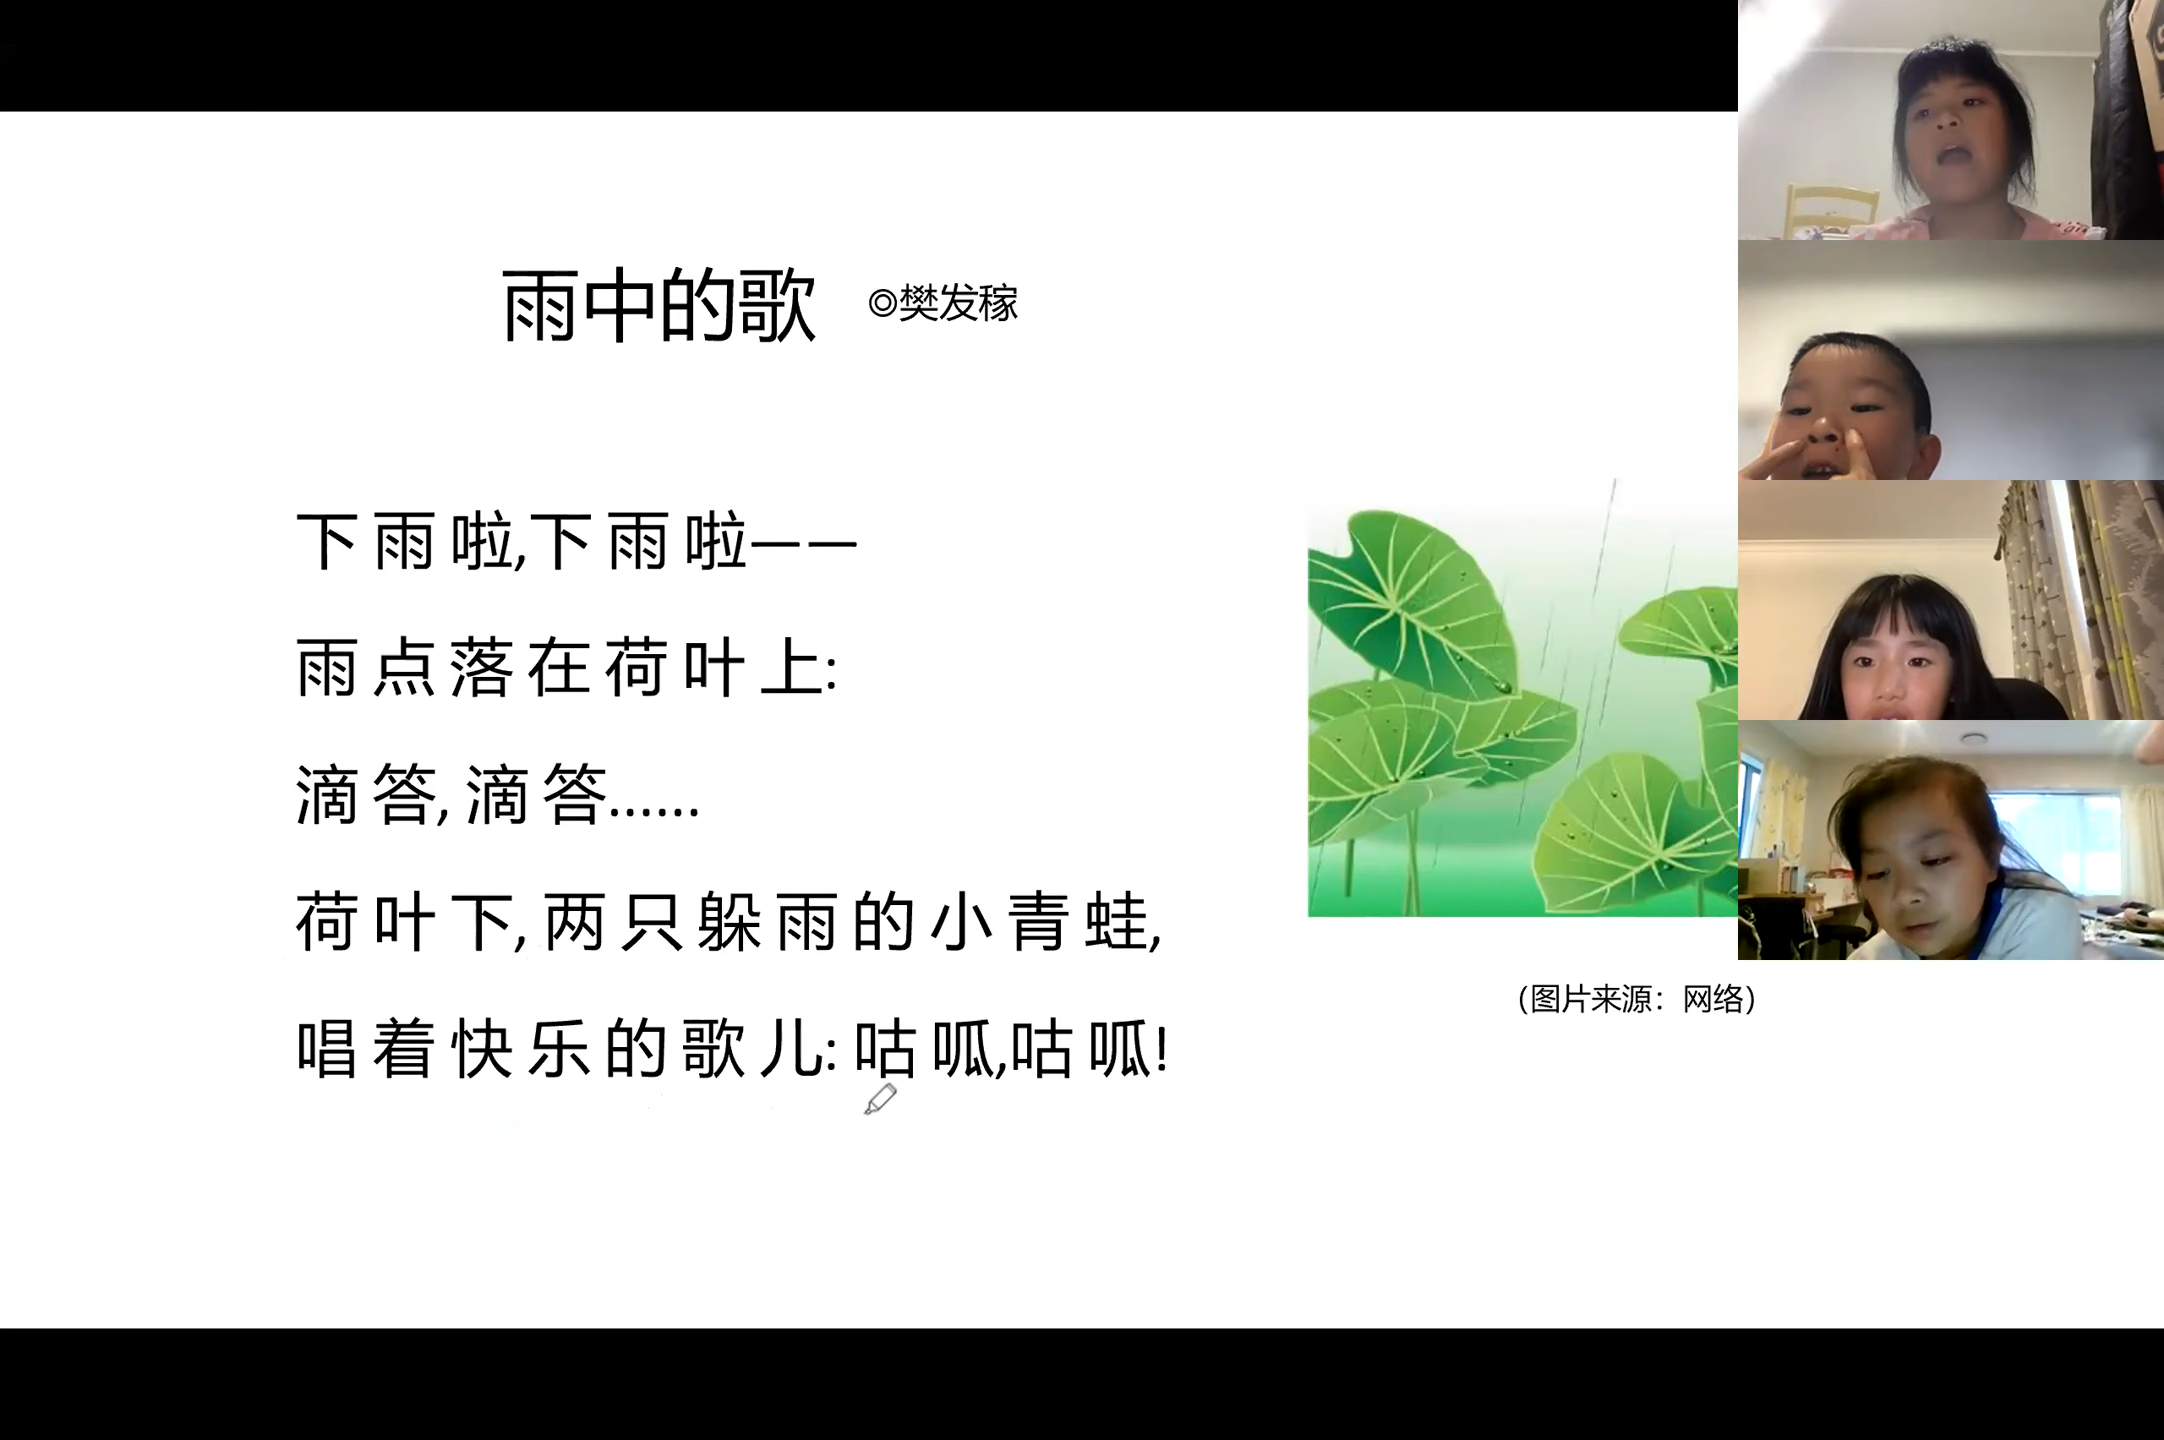 雨中的歌 ◎樊发稼
下雨啦,下雨啦——
雨点落在荷叶上:
滴答,滴答……
荷叶下,两只躲雨的小青蛙,
唱着快乐的歌儿:咕呱,咕呱!
(图片来源：网络)